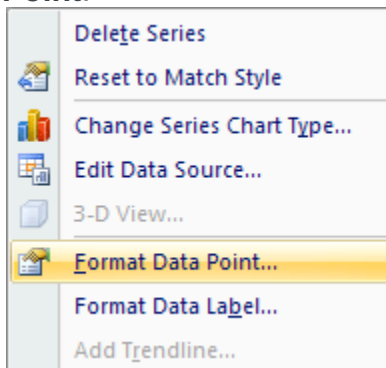 Delete Series
Reset to Match Style
Change Series Chart Type...
Edit Data Source...
3-D View...
Format Data Point...
Format Data Label...
Add Trendline...